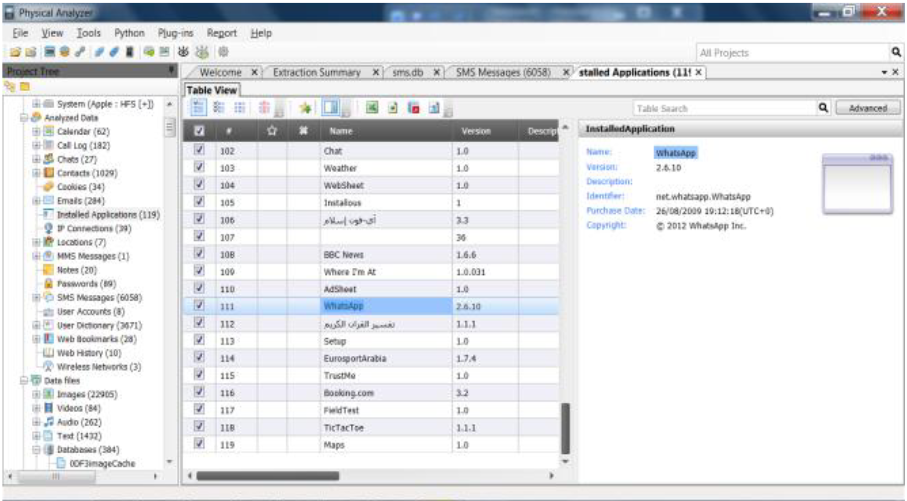 Physical Analyzer
File View Tools Python Plug-ins Report Help
All Projects
Project Tree
Welcome X Extraction Summary X sms.db X SMS Messages (6058) X stalled Applications (119 X
Table View
Table Search
Advanced
System (Apple : HFS [+])
Analyzed Data
Calendar (62)
Call Log (182)
Chats (27)
Contacts (1029)
Cookies (34)
Emails (284)
Installed Applications (119)
IP Connections (39)
Locations (7)
MMS Messages (1)
Notes (20)
Passwords (89)
SMS Messages (6058)
User Accounts (8)
User Dictionary (3671)
Web Bookmarks (28)
Web History (10)
Wireless Networks (3)
Data files
Images (22905)
Videos (84)
Audio (262)
Text (1432)
Databases (384)
# Name Version Descript
102 Chat 1.0
103 Weather 1.0
104 WebSheet 1.0
105 Instalious 1
106 آي-فون إسلام 3.3
107 36
108 BBC News 1.6.6
109 Where I'm At 1.0.031
110 AdSheet 1.0
111 WhatsApp 2.6.10
112 تفسير القران الكريم 1.1.1
113 Setup 1.0
114 EurosportArabia 1.7.4
115 TrustMe 1.0
116 Booking.com 3.2
117 FieldTest 1.0
118 TicTacToe 1.1.1
119 Maps 1.0
InstalledApplication
Name: WhatsApp
Version: 2.6.10
Description:
Identifier: net.whatsapp.WhatsApp
Purchase Date: 26/08/2009 19:12:18(UTC+0)
Copyright: © 2012 WhatsApp Inc.